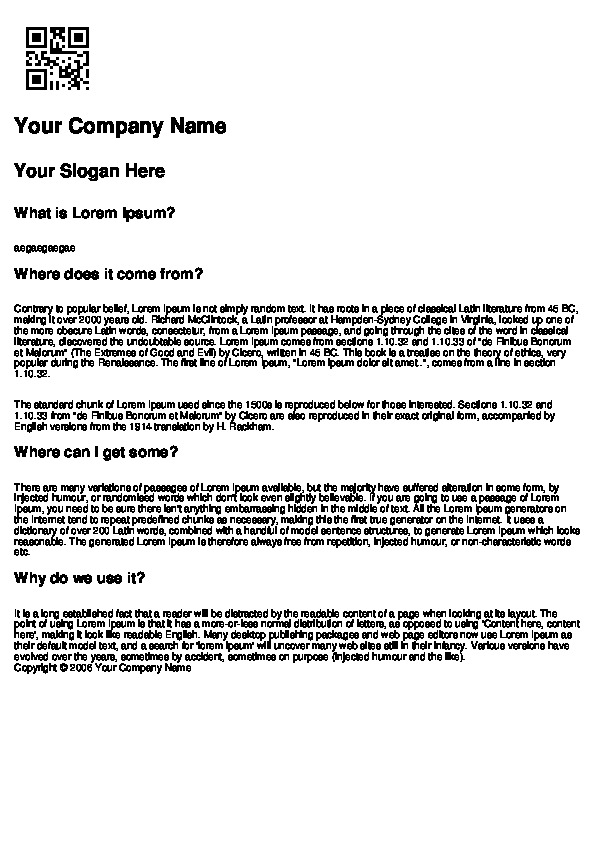 Your Company Name
Your Slogan Here
What is Lorem Ipsum?
aegaegaegae
Where does it come from?
Contrary to popular belief, Lorem Ipsum is not simply random text. It has roots in a piece of classical Latin literature from 45 BC,
making it over 2000 years old. Richard McClintock, a Latin professor at Hampden-Sydney College in Virginia, looked up one of
the more obscure Latin words, consectetur, from a Lorem Ipsum passage, and going through the cites of the word in classical
literature, discovered the undoubtable source. Lorem Ipsum comes from sections 1.10.32 and 1.10.33 of "de Finibus Bonorum
et Malorum" (The Extremes of Good and Evil) by Cicero, written in 45 BC. This book is a treatise on the theory of ethics, very
popular during the Renaissance. The first line of Lorem Ipsum, "Lorem ipsum dolor sit amet..", comes from a line in section
1.10.32.
The standard chunk of Lorem Ipsum used since the 1500s is reproduced below for those interested. Sections 1.10.32 and
1.10.33 from "de Finibus Bonorum et Malorum" by Cicero are also reproduced in their exact original form, accompanied by
English versions from the 1914 translation by H. Rackham.
Where can I get some?
There are many variations of passages of Lorem Ipsum available, but the majority have suffered alteration in some form, by
injected humour, or randomised words which don't look even slightly believable. If you are going to use a passage of Lorem
Ipsum, you need to be sure there isn't anything embarrassing hidden in the middle of text. All the Lorem Ipsum generators on
the Internet tend to repeat predefined chunks as necessary, making this the first true generator on the Internet. It uses a
dictionary of over 200 Latin words, combined with a handful of model sentence structures, to generate Lorem Ipsum which looks
reasonable. The generated Lorem Ipsum is therefore always free from repetition, injected humour, or non-characteristic words
etc.
Why do we use it?
It is a long established fact that a reader will be distracted by the readable content of a page when looking at its layout. The
point of using Lorem Ipsum is that it has a more-or-less normal distribution of letters, as opposed to using 'Content here, content
here', making it look like readable English. Many desktop publishing packages and web page editors now use Lorem Ipsum as
their default model text, and a search for 'lorem ipsum' will uncover many web sites still in their infancy. Various versions have
evolved over the years, sometimes by accident, sometimes on purpose (injected humour and the like).
Copyright © 2006 Your Company Name